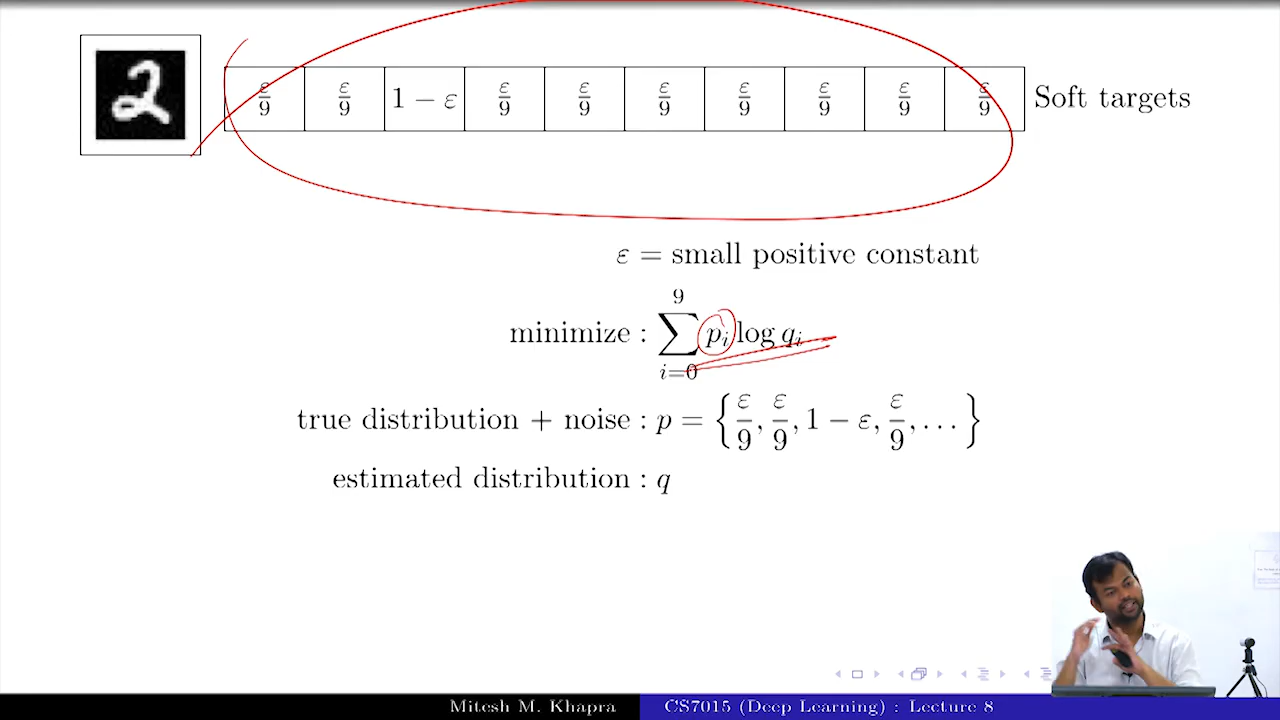 2
ε/9 ε/9 1 − ε ε/9 ε/9 ε/9 ε/9 ε/9 ε/9 ε/9 Soft targets
ε = small positive constant
minimize : ∑_{i=0}^{9} p_i log q_i
true distribution + noise : p = { ε/9, ε/9, 1 − ε, ε/9, … }
estimated distribution : q
Mitesh M. Khapra CS7015 (Deep Learning) : Lecture 8